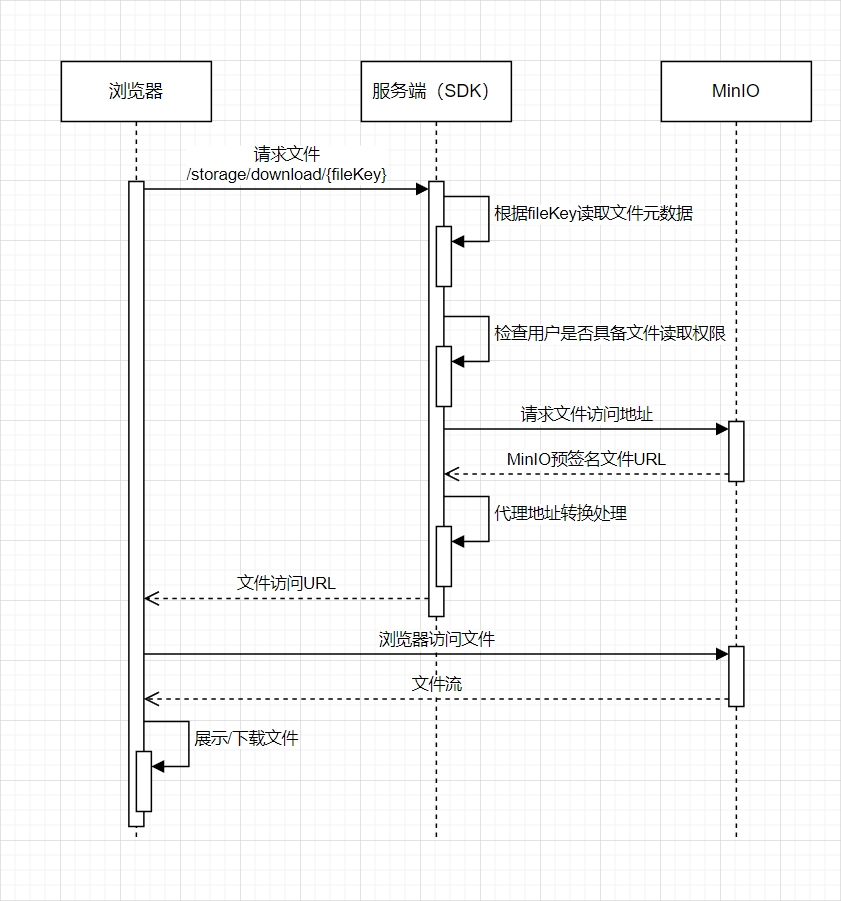 浏览器
服务端（SDK）
MinIO
请求文件
/storage/download/{fileKey}
根据fileKey读取文件元数据
检查用户是否具备文件读取权限
请求文件访问地址
MinIO预签名文件URL
代理地址转换处理
文件访问URL
浏览器访问文件
文件流
展示/下载文件